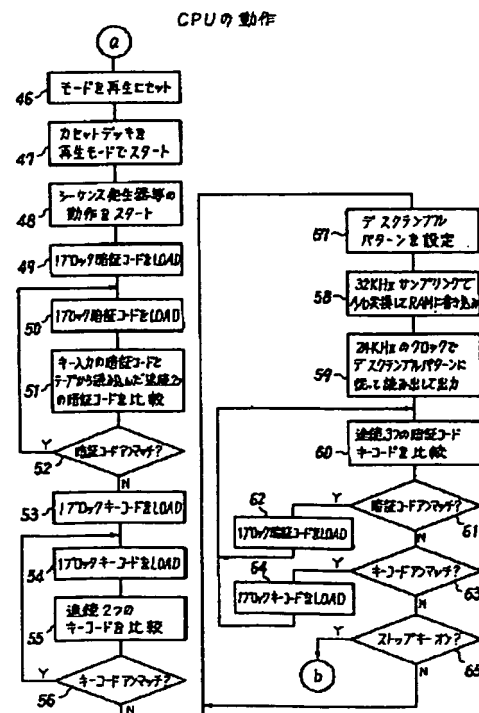 CPUの動作
a
46
モードを再生にセット
47
カセットデッキを
再生モードでスタート
48
シーケンス発生器等の
動作をスタート
49
1ブロック暗証コードをLOAD
50
1ブロック暗証コードをLOAD
51
キー入力の暗証コードと
テープから読み込んだ連続2つ
の暗証コードを比較
Y
52
暗証コードアンマッチ?
N
53
1ブロックキーコードをLOAD
54
1ブロックキーコードをLOAD
55
連続2つの
キーコードを比較
Y
56
キーコードアンマッチ?
N
57
デスクランブル
パターンを設定
58
32KHzサンプリングで
A/D変換してRAMに書き込み
59
24KHzのクロックで
デスクランブルパターンに
従って読み出して出力
60
連続3つの暗証コード
キーコードを比較
62
Y
暗証コードアンマッチ?
61
1ブロック暗証コードをLOAD
N
64
Y
キーコードアンマッチ?
63
1ブロックキーコードをLOAD
N
Y
ストップキーオン?
65
b
N